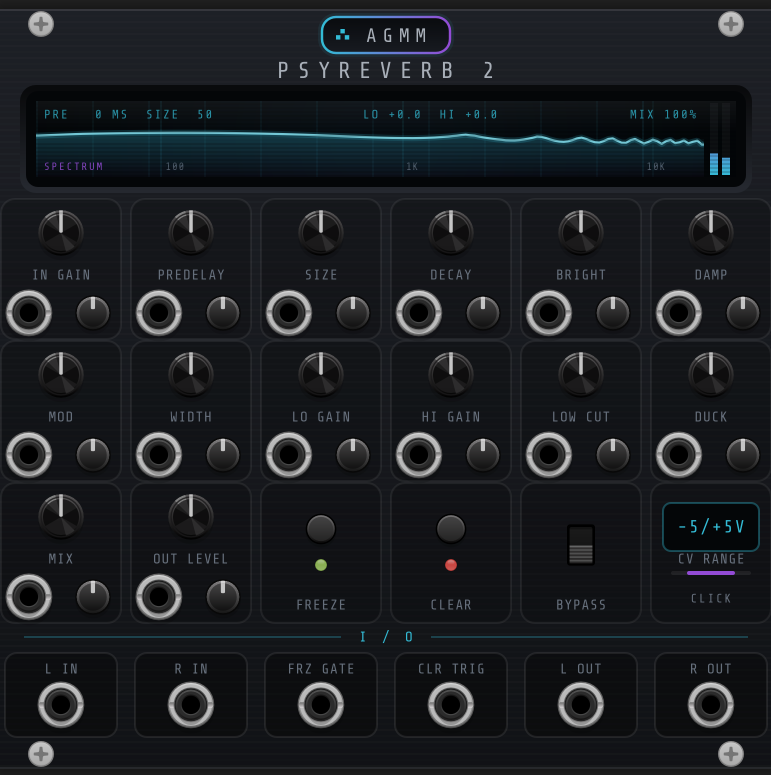 AGMM
PSYREVERB 2
PRE 0 MS SIZE 50 LO +0.0 HI +0.0 MIX 100%
SPECTRUM 100 1K 10K
IN GAIN PREDELAY SIZE DECAY BRIGHT DAMP
MOD WIDTH LO GAIN HI GAIN LOW CUT DUCK
-5/+5V
MIX OUT LEVEL CV RANGE
CLICK
FREEZE CLEAR BYPASS
I / O
L IN R IN FRZ GATE CLR TRIG L OUT R OUT